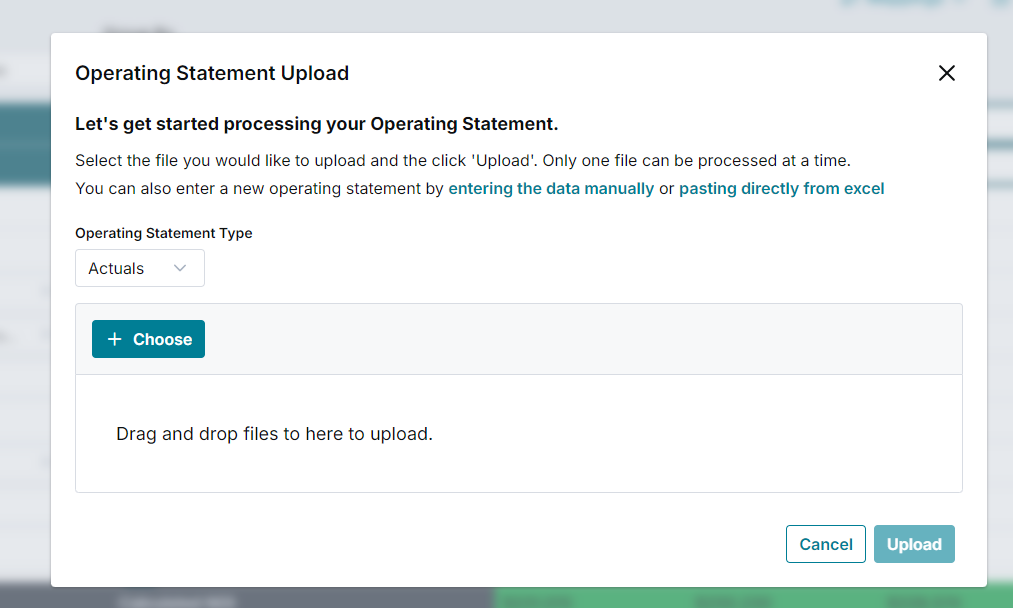 Operating Statement Upload
Let's get started processing your Operating Statement.
Select the file you would like to upload and the click 'Upload'. Only one file can be processed at a time.
You can also enter a new operating statement by entering the data manually or pasting directly from excel
Operating Statement Type
Actuals
Choose
Drag and drop files to here to upload.
Cancel
Upload